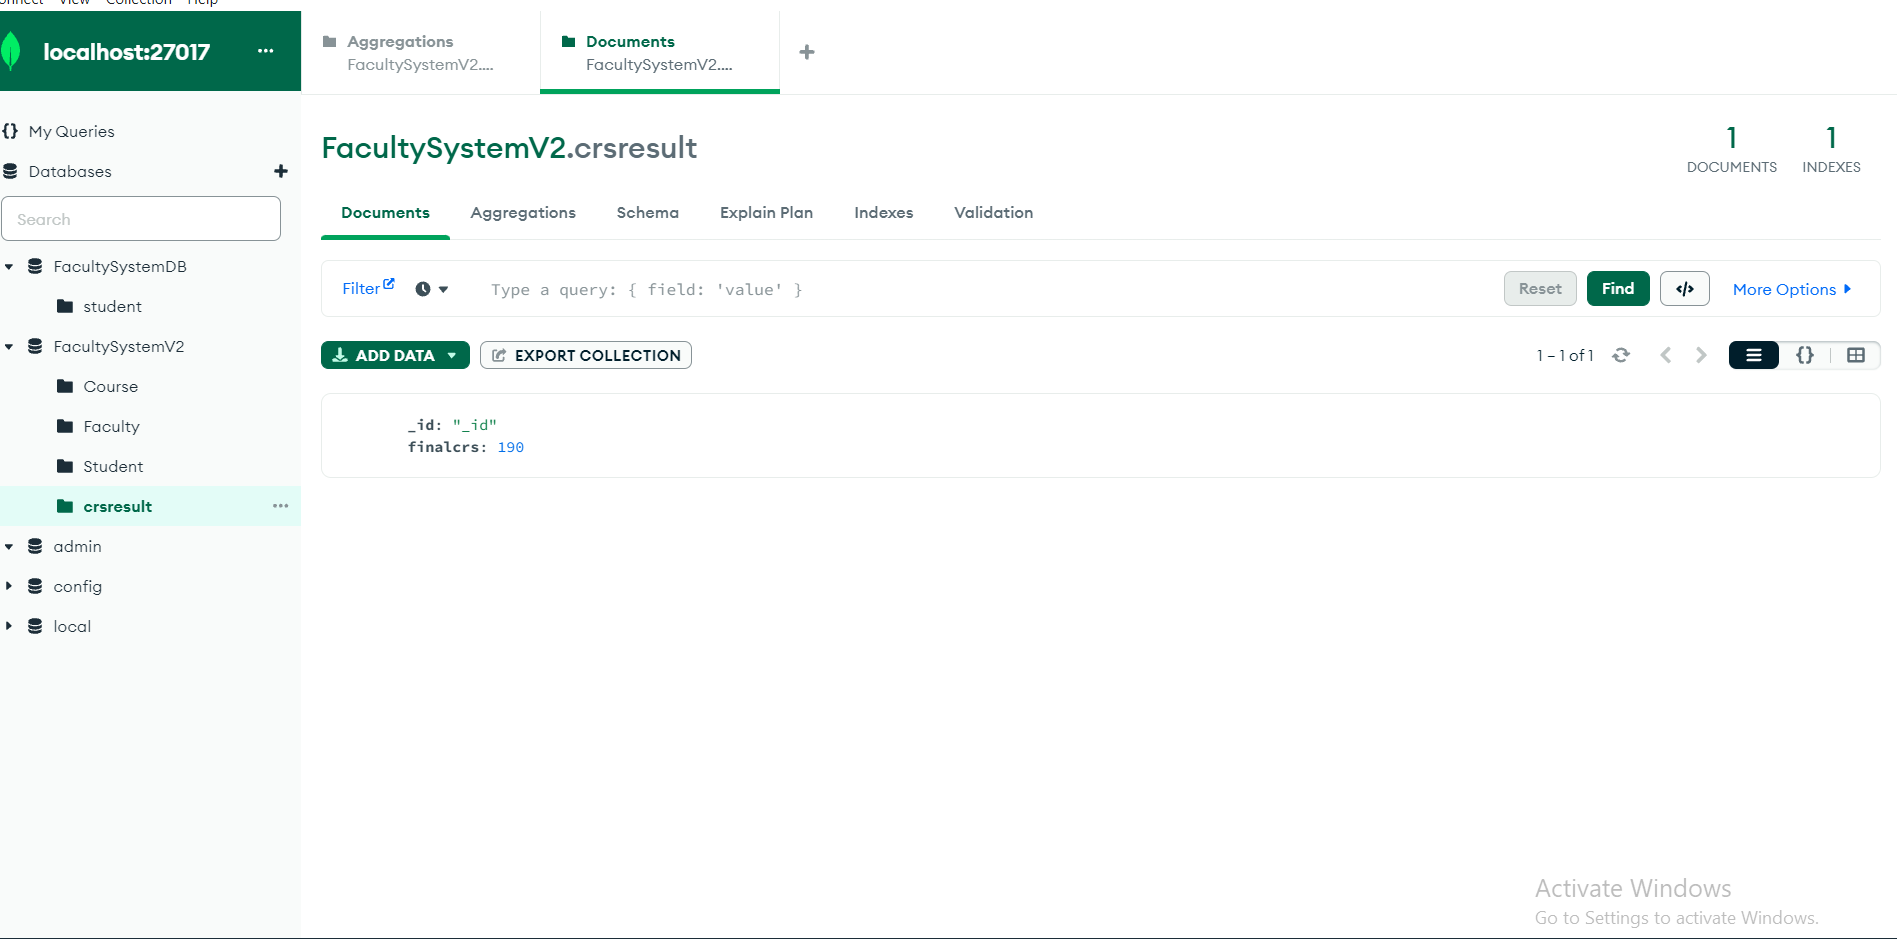 View Collection Help
localhost:27017 ...
Aggregations
FacultySystemV2....
Documents
FacultySystemV2....
+
{} My Queries
Databases +
Search
FacultySystemDB
student
FacultySystemV2
Course
Faculty
Student
crsresult ...
admin
config
local
FacultySystemV2.crsresult
1
DOCUMENTS
1
INDEXES
Documents Aggregations Schema Explain Plan Indexes Validation
Filter Type a query: { field: 'value' } Reset Find </> More Options
ADD DATA EXPORT COLLECTION 1 – 1 of 1 {}
_id: "_id"
finalcrs: 190
Activate Windows
Go to Settings to activate Windows.